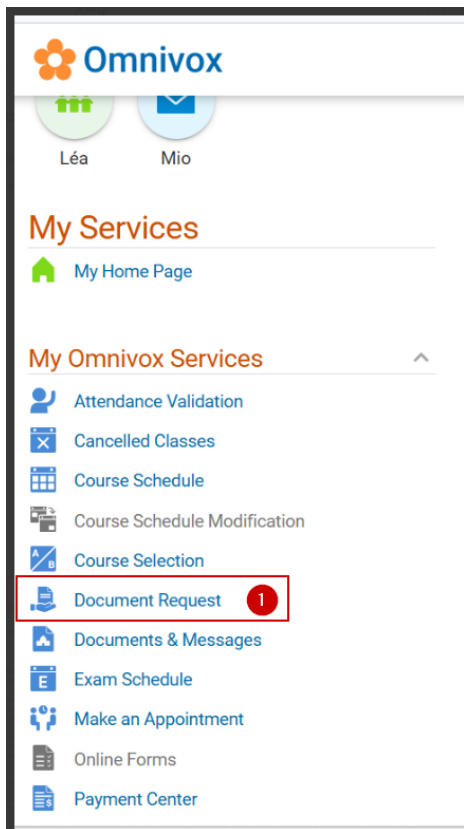 Omnivox
Léa Mio
My Services
My Home Page
My Omnivox Services
Attendance Validation
Cancelled Classes
Course Schedule
Course Schedule Modification
A/B Course Selection
Document Request 1
Documents & Messages
E Exam Schedule
Make an Appointment
Online Forms
$ Payment Center